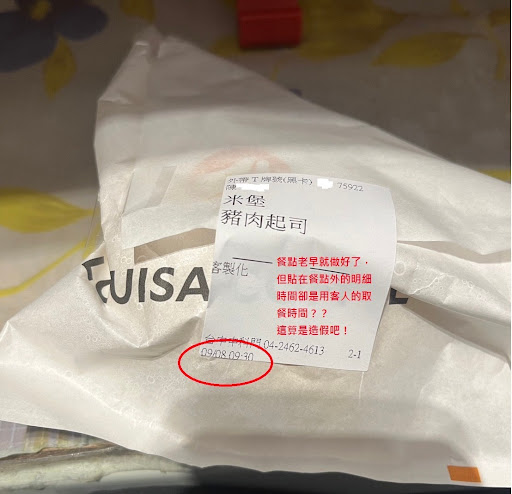 外帶工牌號(黑卡) 75922
陳
米堡
豬肉起司
客製化
餐點老早就做好了，
但貼在餐點外的明細
時間卻是用客人的取
餐時間？？
這算是造假吧！
UISA
04-2462-4613 2-1
09/08 09:30